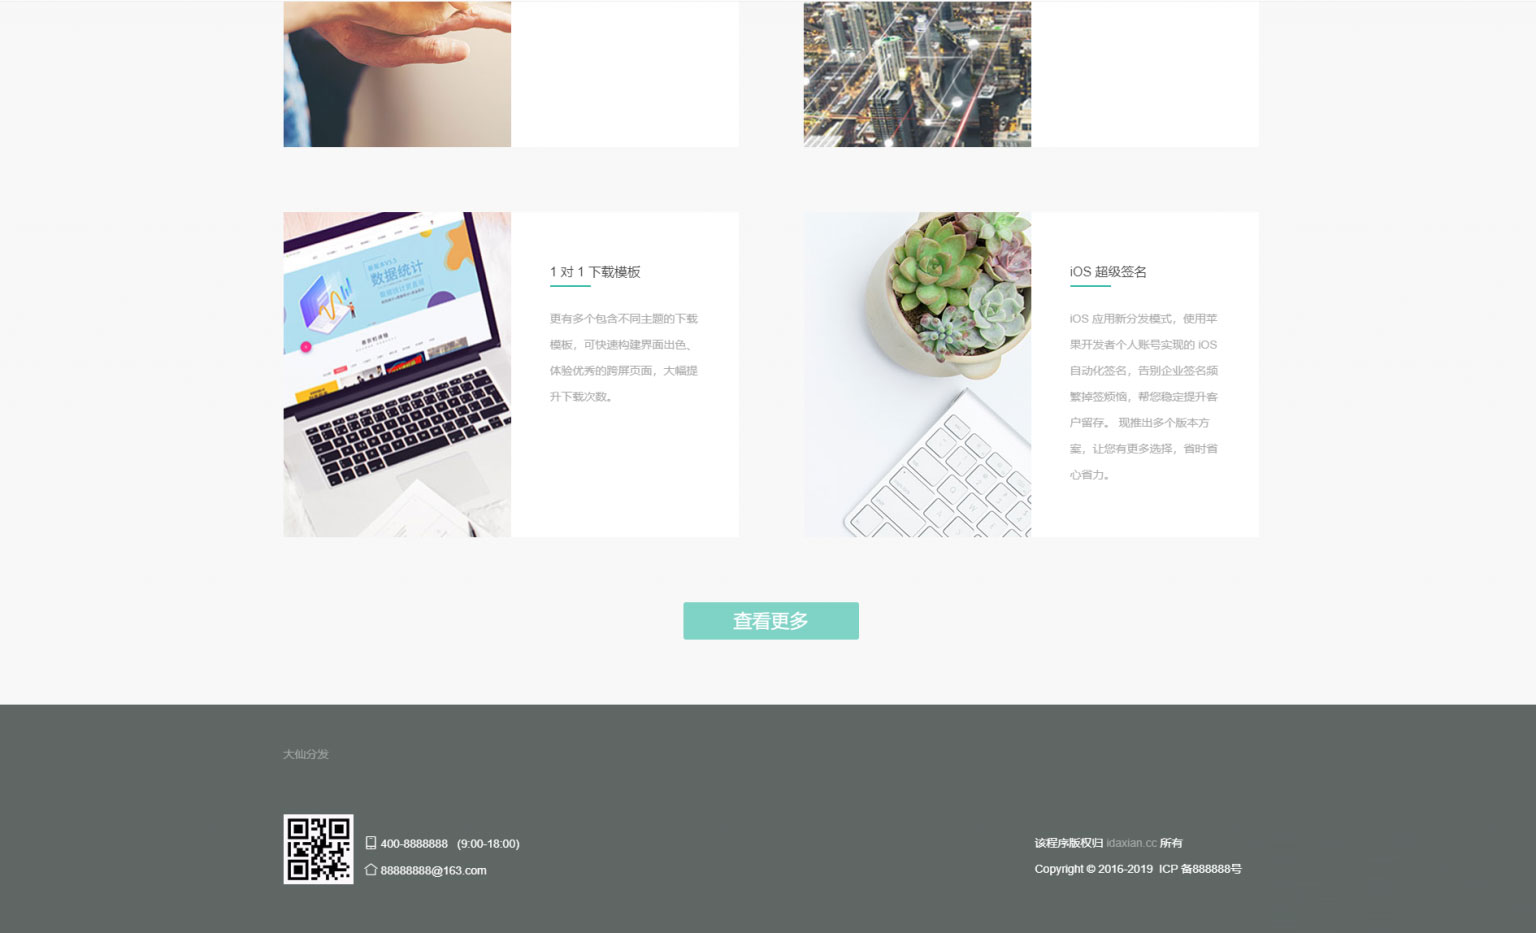 数据统计
1 对 1 下载模板
更有多个包含不同主题的下载
模板，可快速构建界面出色、
体验优秀的跨屏页面，大幅提
升下载次数。
iOS 超级签名
iOS 应用新分发模式，使用苹
果开发者个人账号实现的 iOS
自动化签名，告别企业签名频
繁掉签烦恼，帮您稳定提升客
户留存。 现推出多个版本方
案，让您有更多选择，省时省
心省力。
查看更多
大仙分发
400-8888888 (9:00-18:00)
88888888@163.com
该程序版权归 idaxian.cc 所有
Copyright © 2016-2019 ICP 备888888号